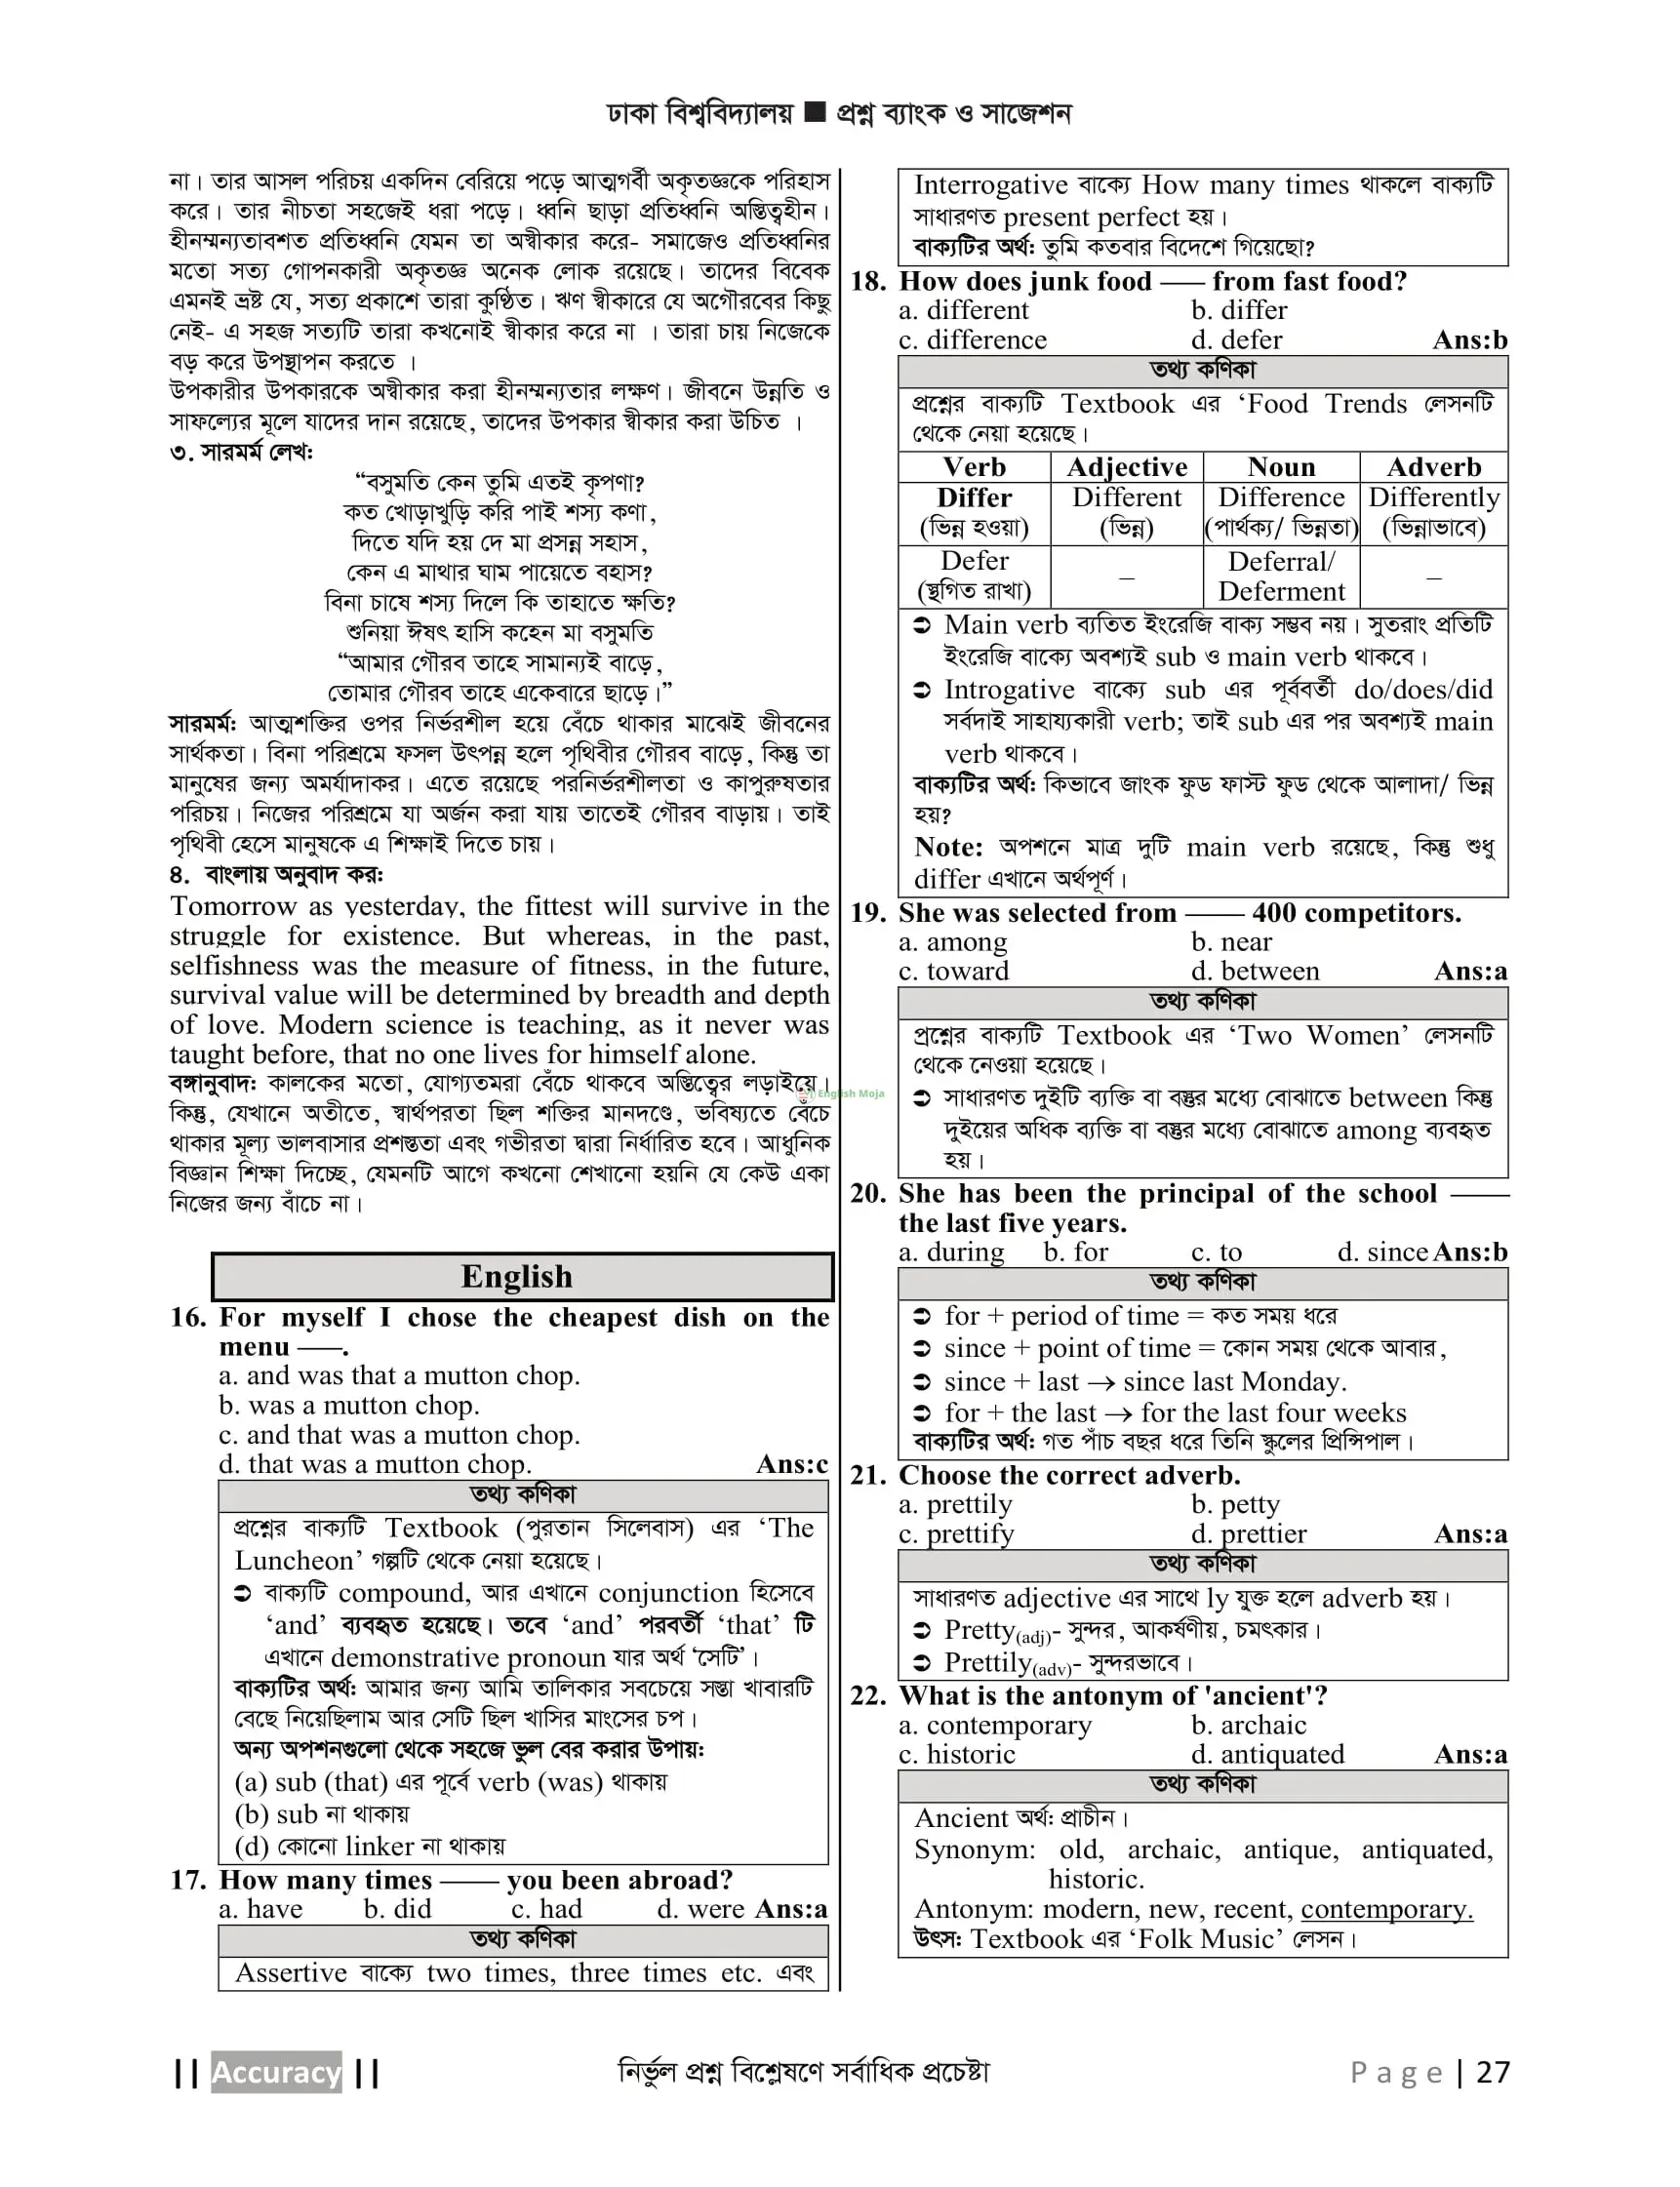 ঢাকা বিশ্ববিদ্যালয় ■ প্রশ্ন ব্যাংক ও সাজেশন
না। তার আসল পরিচয় একদিন বেরিয়ে পড়ে আত্মগর্বী অকৃতজ্ঞকে পরিহাস
করে। তার নীচতা সহজেই ধরা পড়ে। ধ্বনি ছাড়া প্রতিধ্বনি অস্তিত্বহীন।
হীনম্মন্যতাবশত প্রতিধ্বনি যেমন তা অস্বীকার করে- সমাজেও প্রতিধ্বনির
মতো সত্য গোপনকারী অকৃতজ্ঞ অনেক লোক রয়েছে। তাদের বিবেক
এমনই ভ্রষ্ট যে, সত্য প্রকাশে তারা কুণ্ঠিত। ঋণ স্বীকারে যে অগৌরবের কিছু
নেই- এ সহজ সত্যটি তারা কখনোই স্বীকার করে না । তারা চায় নিজেকে
বড় করে উপস্থাপন করতে ।
উপকারীর উপকারকে অস্বীকার করা হীনম্মন্যতার লক্ষণ। জীবনে উন্নতি ও
সাফল্যের মূলে যাদের দান রয়েছে, তাদের উপকার স্বীকার করা উচিত ।
৩. সারমর্ম লেখ:
“বসুমতি কেন তুমি এতই কৃপণা?
কত খোড়াখুড়ি করি পাই শস্য কণা,
দিতে যদি হয় দে মা প্রসন্ন সহাস,
কেন এ মাথার ঘাম পায়েতে বহাস?
বিনা চাষে শস্য দিলে কি তাহাতে ক্ষতি?
শুনিয়া ঈষৎ হাসি কহেন মা বসুমতি
“আমার গৌরব তাহে সামান্যই বাড়ে,
তোমার গৌরব তাহে একেবারে ছাড়ে।”
সারমর্ম: আত্মশক্তির ওপর নির্ভরশীল হয়ে বেঁচে থাকার মাঝেই জীবনের
সার্থকতা। বিনা পরিশ্রমে ফসল উৎপন্ন হলে পৃথিবীর গৌরব বাড়ে, কিন্তু তা
মানুষের জন্য অমর্যাদাকর। এতে রয়েছে পরনির্ভরশীলতা ও কাপুরুষতার
পরিচয়। নিজের পরিশ্রমে যা অর্জন করা যায় তাতেই গৌরব বাড়ায়। তাই
পৃথিবী হেসে মানুষকে এ শিক্ষাই দিতে চায়।
৪. বাংলায় অনুবাদ কর:
Tomorrow as yesterday, the fittest will survive in the
struggle for existence. But whereas, in the past,
selfishness was the measure of fitness, in the future,
survival value will be determined by breadth and depth
of love. Modern science is teaching, as it never was
taught before, that no one lives for himself alone.
বঙ্গানুবাদ: কালকের মতো, যোগ্যতমরা বেঁচে থাকবে অস্তিত্বের লড়াইয়ে।
কিন্তু, যেখানে অতীতে, স্বার্থপরতা ছিল শক্তির মানদণ্ডে, ভবিষ্যতে বেঁচে
থাকার মূল্য ভালবাসার প্রশস্ততা এবং গভীরতা দ্বারা নির্ধারিত হবে। আধুনিক
বিজ্ঞান শিক্ষা দিচ্ছে, যেমনটি আগে কখনো শেখানো হয়নি যে কেউ একা
নিজের জন্য বাঁচে না।
English
16. For myself I chose the cheapest dish on the
menu ——.
a. and was that a mutton chop.
b. was a mutton chop.
c. and that was a mutton chop.
d. that was a mutton chop. Ans:c
তথ্য কণিকা
প্রশ্নের বাক্যটি Textbook (পুরতান সিলেবাস) এর ‘The
Luncheon’ গল্পটি থেকে নেয়া হয়েছে।
➲ বাক্যটি compound, আর এখানে conjunction হিসেবে
‘and’ ব্যবহৃত হয়েছে। তবে ‘and’ পরবর্তী ‘that’ টি
এখানে demonstrative pronoun যার অর্থ ‘সেটি’।
বাক্যটির অর্থ: আমার জন্য আমি তালিকার সবচেয়ে সস্তা খাবারটি
বেছে নিয়েছিলাম আর সেটি ছিল খাসির মাংসের চপ।
অন্য অপশনগুলো থেকে সহজে ভুল বের করার উপায়:
(a) sub (that) এর পূর্বে verb (was) থাকায়
(b) sub না থাকায়
(d) কোনো linker না থাকায়
17. How many times —— you been abroad?
a. have b. did c. had d. were Ans:a
তথ্য কণিকা
Assertive বাক্যে two times, three times etc. এবং
Interrogative বাক্যে How many times থাকলে বাক্যটি
সাধারণত present perfect হয়।
বাক্যটির অর্থ: তুমি কতবার বিদেশে গিয়েছো?
18. How does junk food —— from fast food?
a. different b. differ
c. difference d. defer Ans:b
তথ্য কণিকা
প্রশ্নের বাক্যটি Textbook এর ‘Food Trends লেসনটি
থেকে নেয়া হয়েছে।
Verb Adjective Noun Adverb
Differ Different Difference Differently
(ভিন্ন হওয়া) (ভিন্ন) (পার্থক্য/ ভিন্নতা) (ভিন্নাভাবে)
Defer Deferral/
(স্থগিত রাখা) – Deferment –
➲ Main verb ব্যতিত ইংরেজি বাক্য সম্ভব নয়। সুতরাং প্রতিটি
ইংরেজি বাক্যে অবশ্যই sub ও main verb থাকবে।
➲ Introgative বাক্যে sub এর পূর্ববর্তী do/does/did
সর্বদাই সাহায্যকারী verb; তাই sub এর পর অবশ্যই main
verb থাকবে।
বাক্যটির অর্থ: কিভাবে জাংক ফুড ফাস্ট ফুড থেকে আলাদা/ ভিন্ন
হয়?
Note: অপশনে মাত্র দুটি main verb রয়েছে, কিন্তু শুধু
differ এখানে অর্থপূর্ণ।
19. She was selected from —— 400 competitors.
a. among b. near
c. toward d. between Ans:a
তথ্য কণিকা
প্রশ্নের বাক্যটি Textbook এর ‘Two Women’ লেসনটি
থেকে নেওয়া হয়েছে।
➲ সাধারণত দুইটি ব্যক্তি বা বস্তুর মধ্যে বোঝাতে between কিন্তু
দুইয়ের অধিক ব্যক্তি বা বস্তুর মধ্যে বোঝাতে among ব্যবহৃত
হয়।
20. She has been the principal of the school ——
the last five years.
a. during b. for c. to d. since Ans:b
তথ্য কণিকা
➲ for + period of time = কত সময় ধরে
➲ since + point of time = কোন সময় থেকে আবার,
➲ since + last → since last Monday.
➲ for + the last → for the last four weeks
বাক্যটির অর্থ: গত পাঁচ বছর ধরে তিনি স্কুলের প্রিন্সিপাল।
21. Choose the correct adverb.
a. prettily b. petty
c. prettify d. prettier Ans:a
তথ্য কণিকা
সাধারণত adjective এর সাথে ly যুক্ত হলে adverb হয়।
➲ Pretty(adj)- সুন্দর, আকর্ষণীয়, চমৎকার।
➲ Prettily(adv)- সুন্দরভাবে।
22. What is the antonym of 'ancient'?
a. contemporary b. archaic
c. historic d. antiquated Ans:a
তথ্য কণিকা
Ancient অর্থ: প্রাচীন।
Synonym: old, archaic, antique, antiquated,
historic.
Antonym: modern, new, recent, contemporary.
উৎস: Textbook এর ‘Folk Music’ লেসন।
English Moja
|| Accuracy || নির্ভুল প্রশ্ন বিশ্লেষণে সর্বাধিক প্রচেষ্টা Page | 27